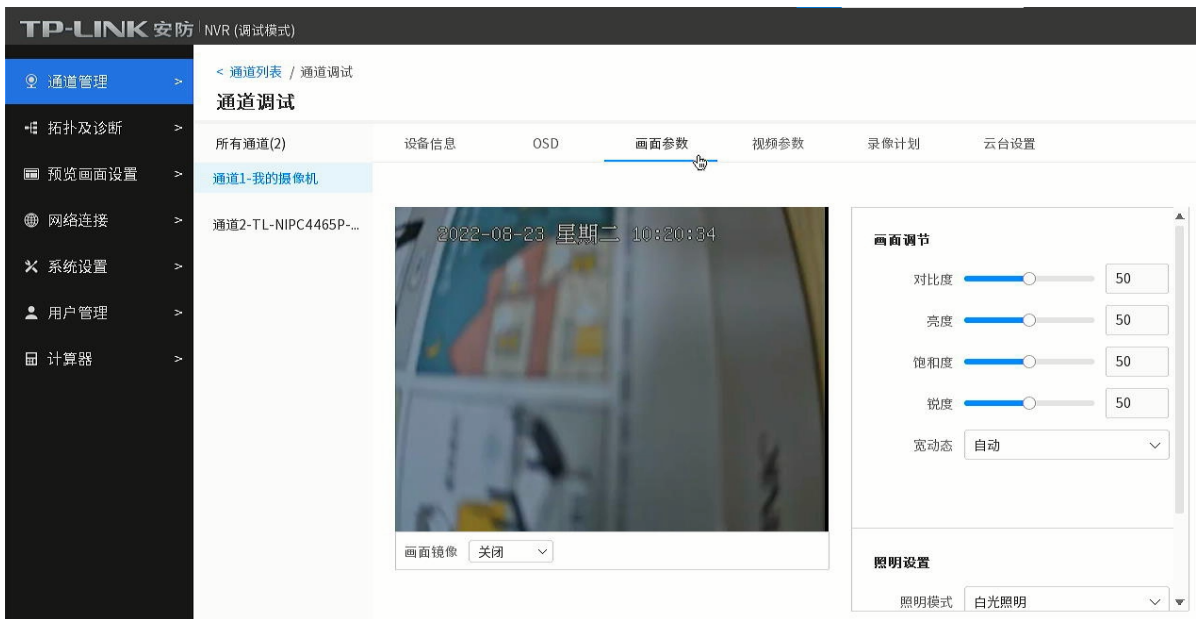 TP-LINK 安防 NVR (调试模式)
通道管理 >
拓扑及诊断 >
预览画面设置 >
网络连接 >
系统设置 >
用户管理 >
计算器 >
< 通道列表 / 通道调试
通道调试
所有通道(2)
通道1-我的摄像机
通道2-TL-NIPC4465P-...
设备信息 OSD 画面参数 视频参数 录像计划 云台设置
2022-08-23 星期二 10:20:34
画面镜像 关闭
画面调节
对比度 50
亮度 50
饱和度 50
锐度 50
宽动态 自动
照明设置
照明模式 白光照明